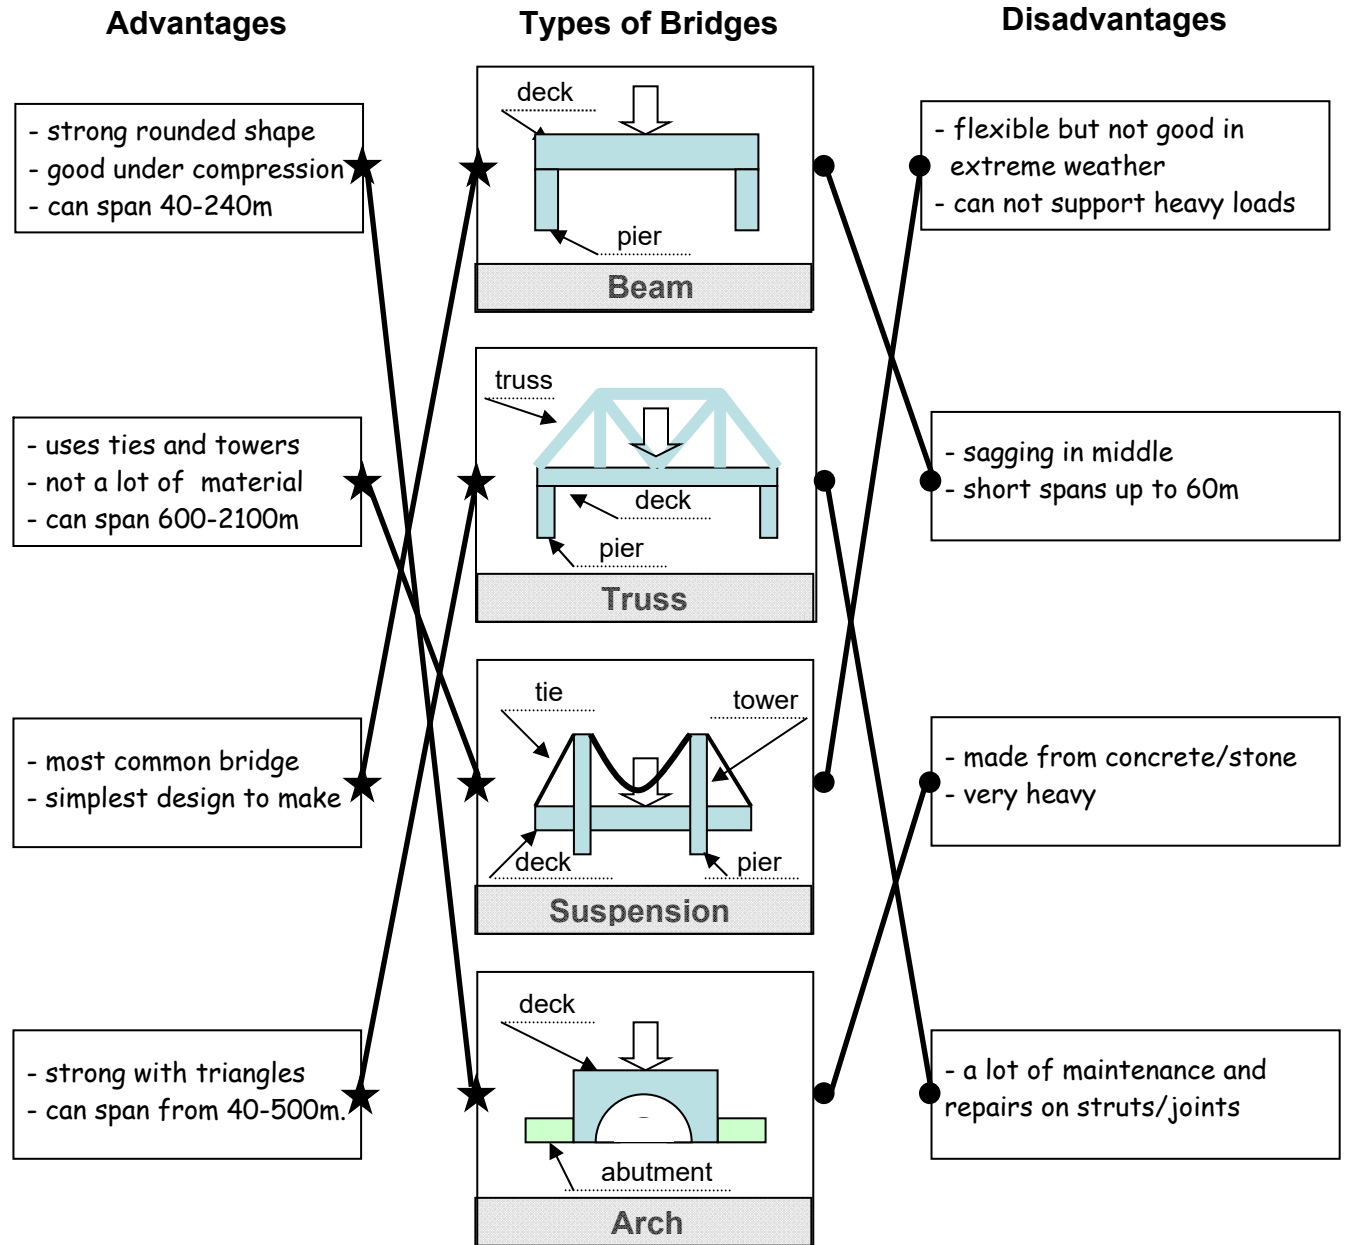 Advantages
Types of Bridges
Disadvantages
- strong rounded shape
- good under compression
- can span 40-240m
- uses ties and towers
- not a lot of  material
- can span 600-2100m
- most common bridge
- simplest design to make
- strong with triangles
- can span from 40-500m.
deck
pier
Beam
truss
deck
pier
Truss
tie
tower
deck
pier
Suspension
deck
abutment
Arch
- flexible but not good in
extreme weather
- can not support heavy loads
- sagging in middle
- short spans up to 60m
- made from concrete/stone
- very heavy
- a lot of maintenance and
repairs on struts/joints